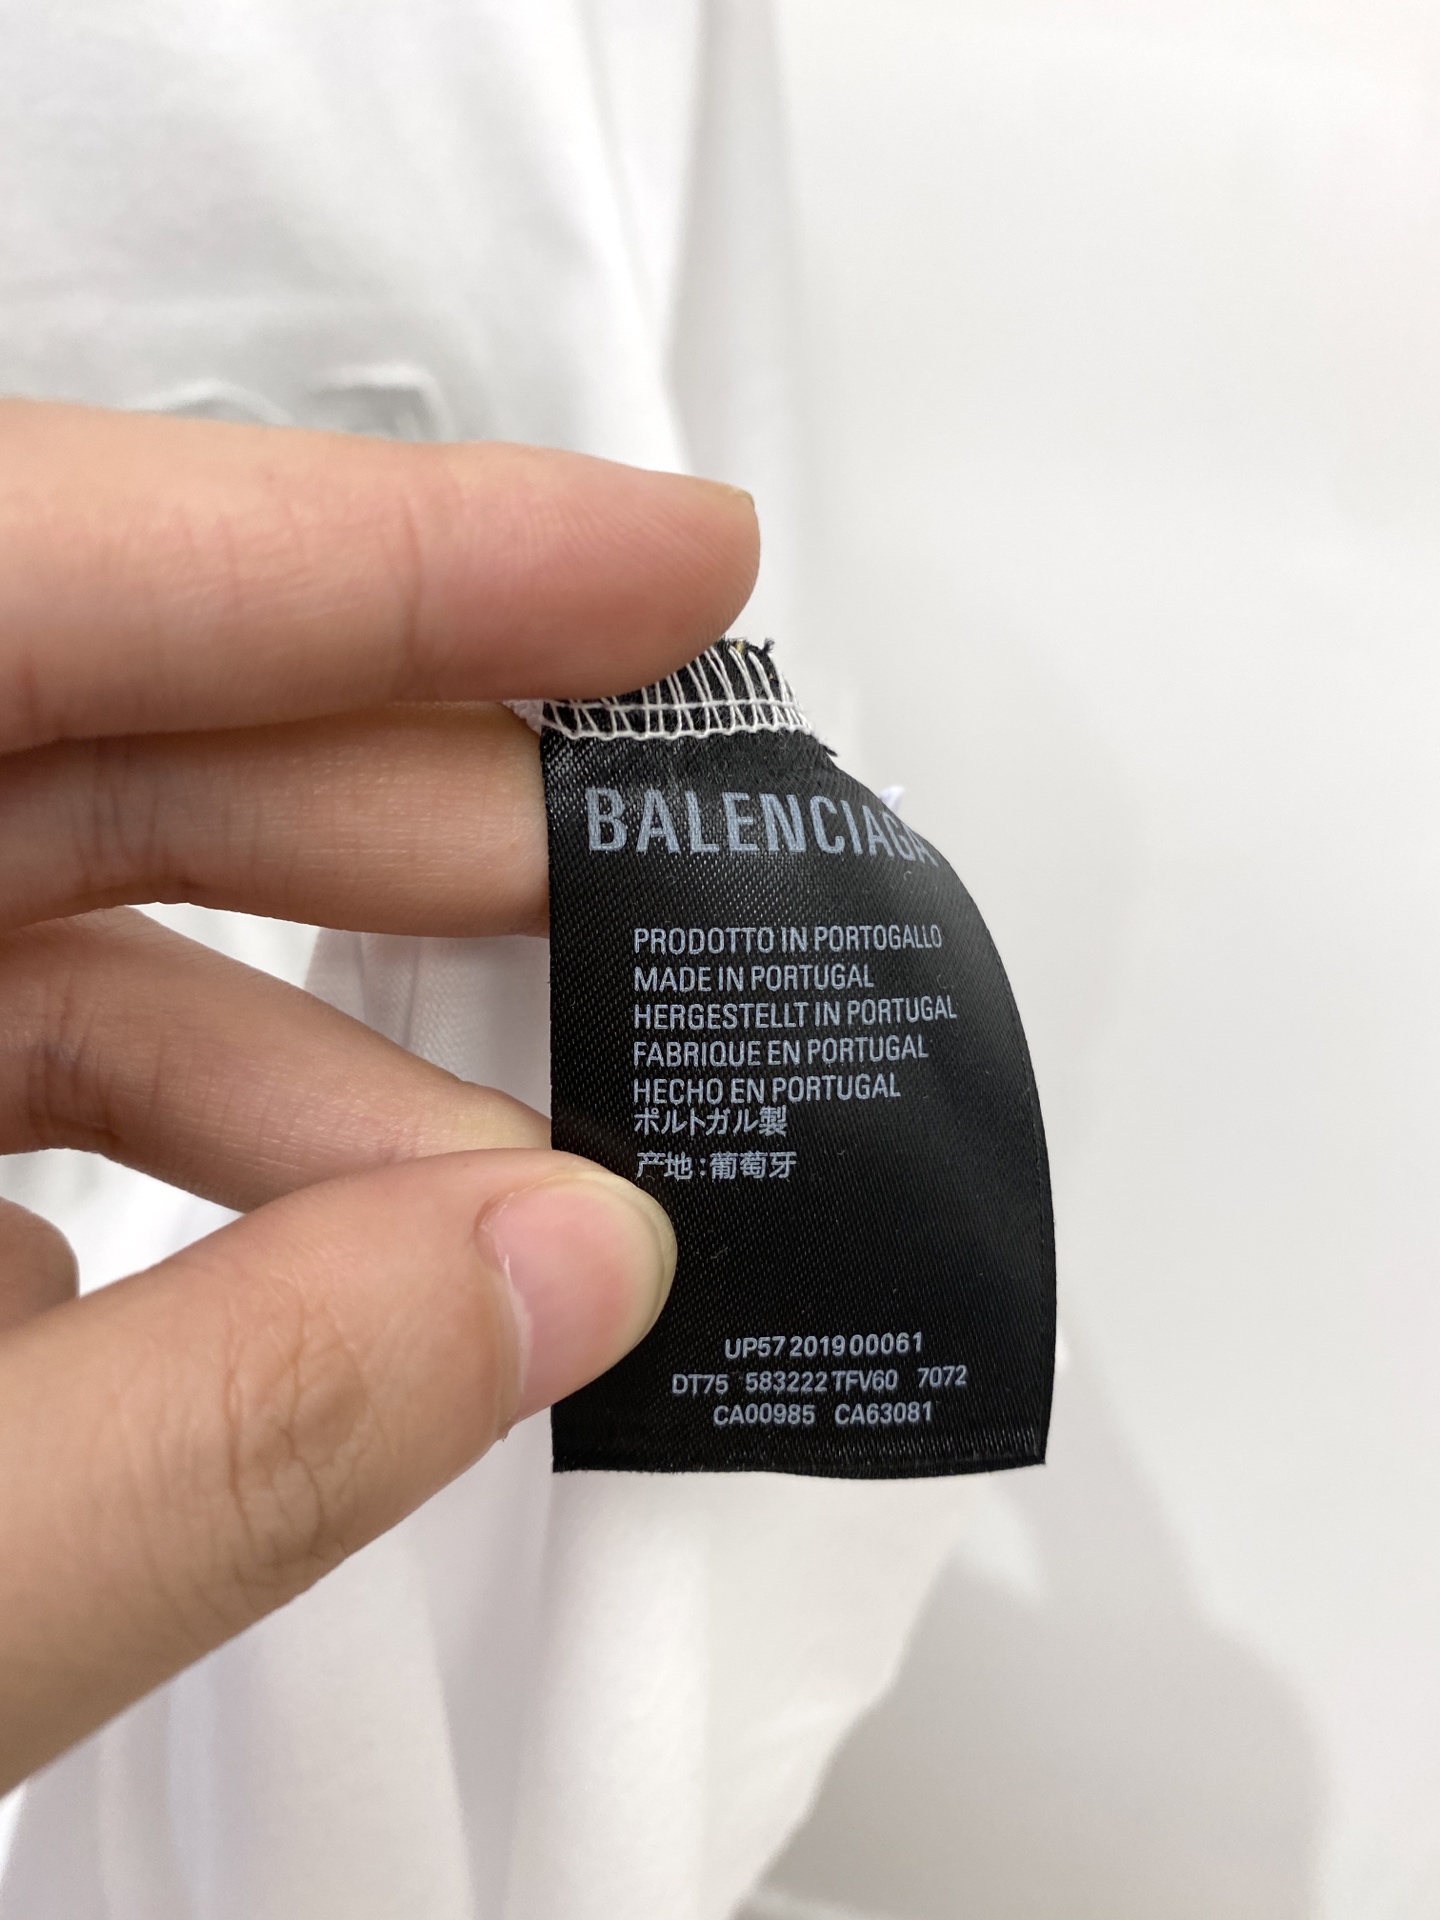 BALENCIAGA
PRODOTTO IN PORTOGALLO
MADE IN PORTUGAL
HERGESTELLT IN PORTUGAL
FABRIQUE EN PORTUGAL
HECHO EN PORTUGAL
ポルトガル製
产地:葡萄牙
UP57 2019 00061
DT75 583222 TFV60 7072
CA00985 CA63081